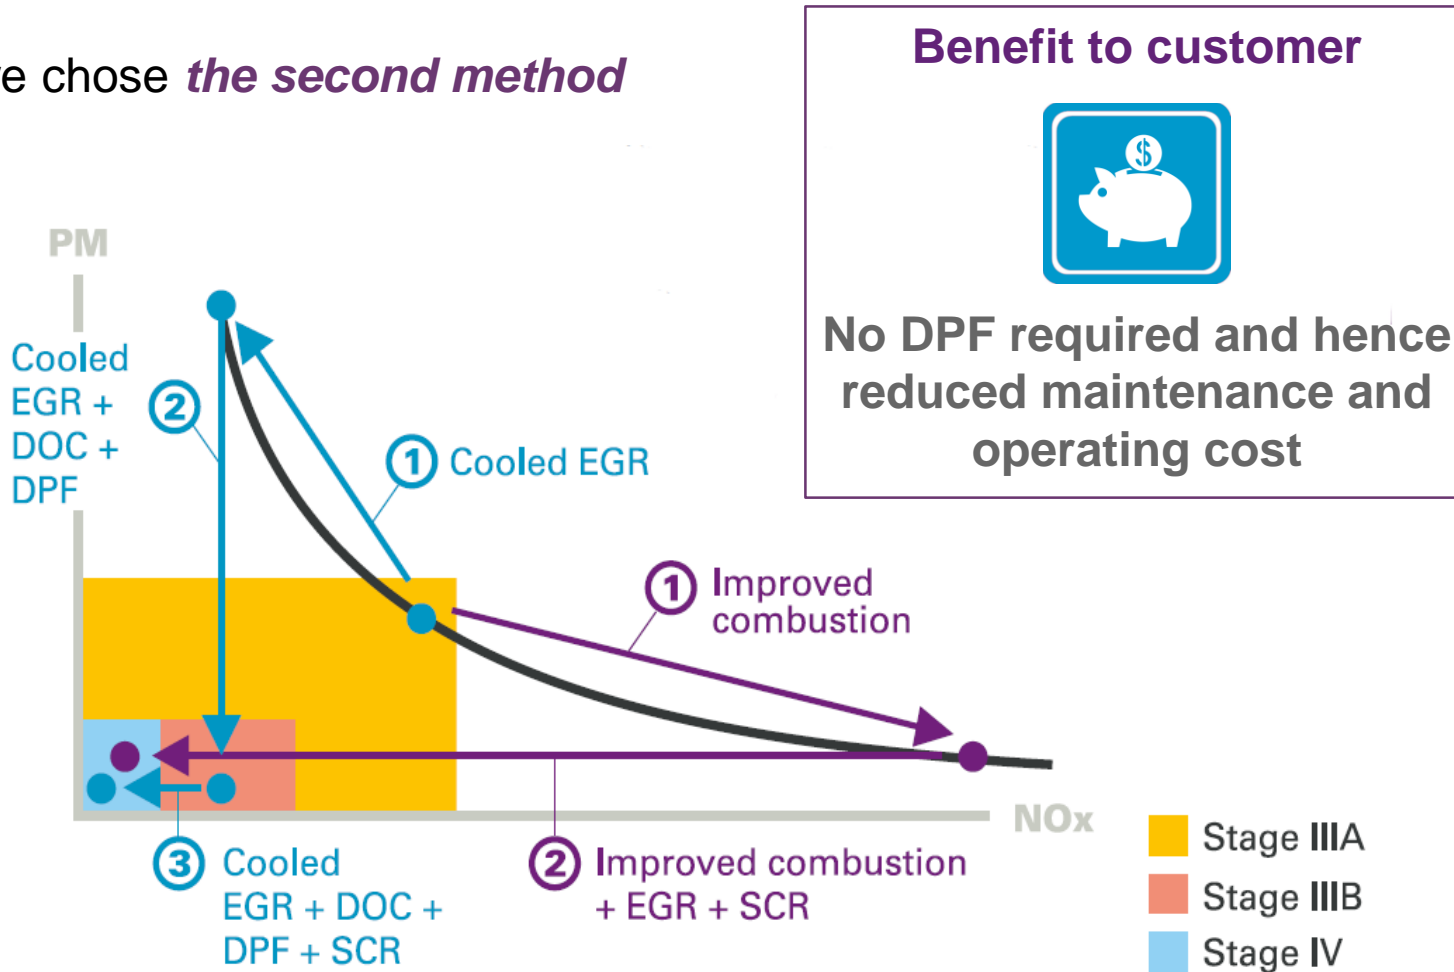 e chose the second method
Benefit to customer
$
No DPF required and hence
reduced maintenance and
operating cost
PM
Cooled
EGR +
DOC +
DPF
2
1 Cooled EGR
1 Improved
combustion
NOx
3 Cooled
EGR + DOC +
DPF + SCR
2 Improved combustion
+ EGR + SCR
Stage IIIA
Stage IIIB
Stage IV